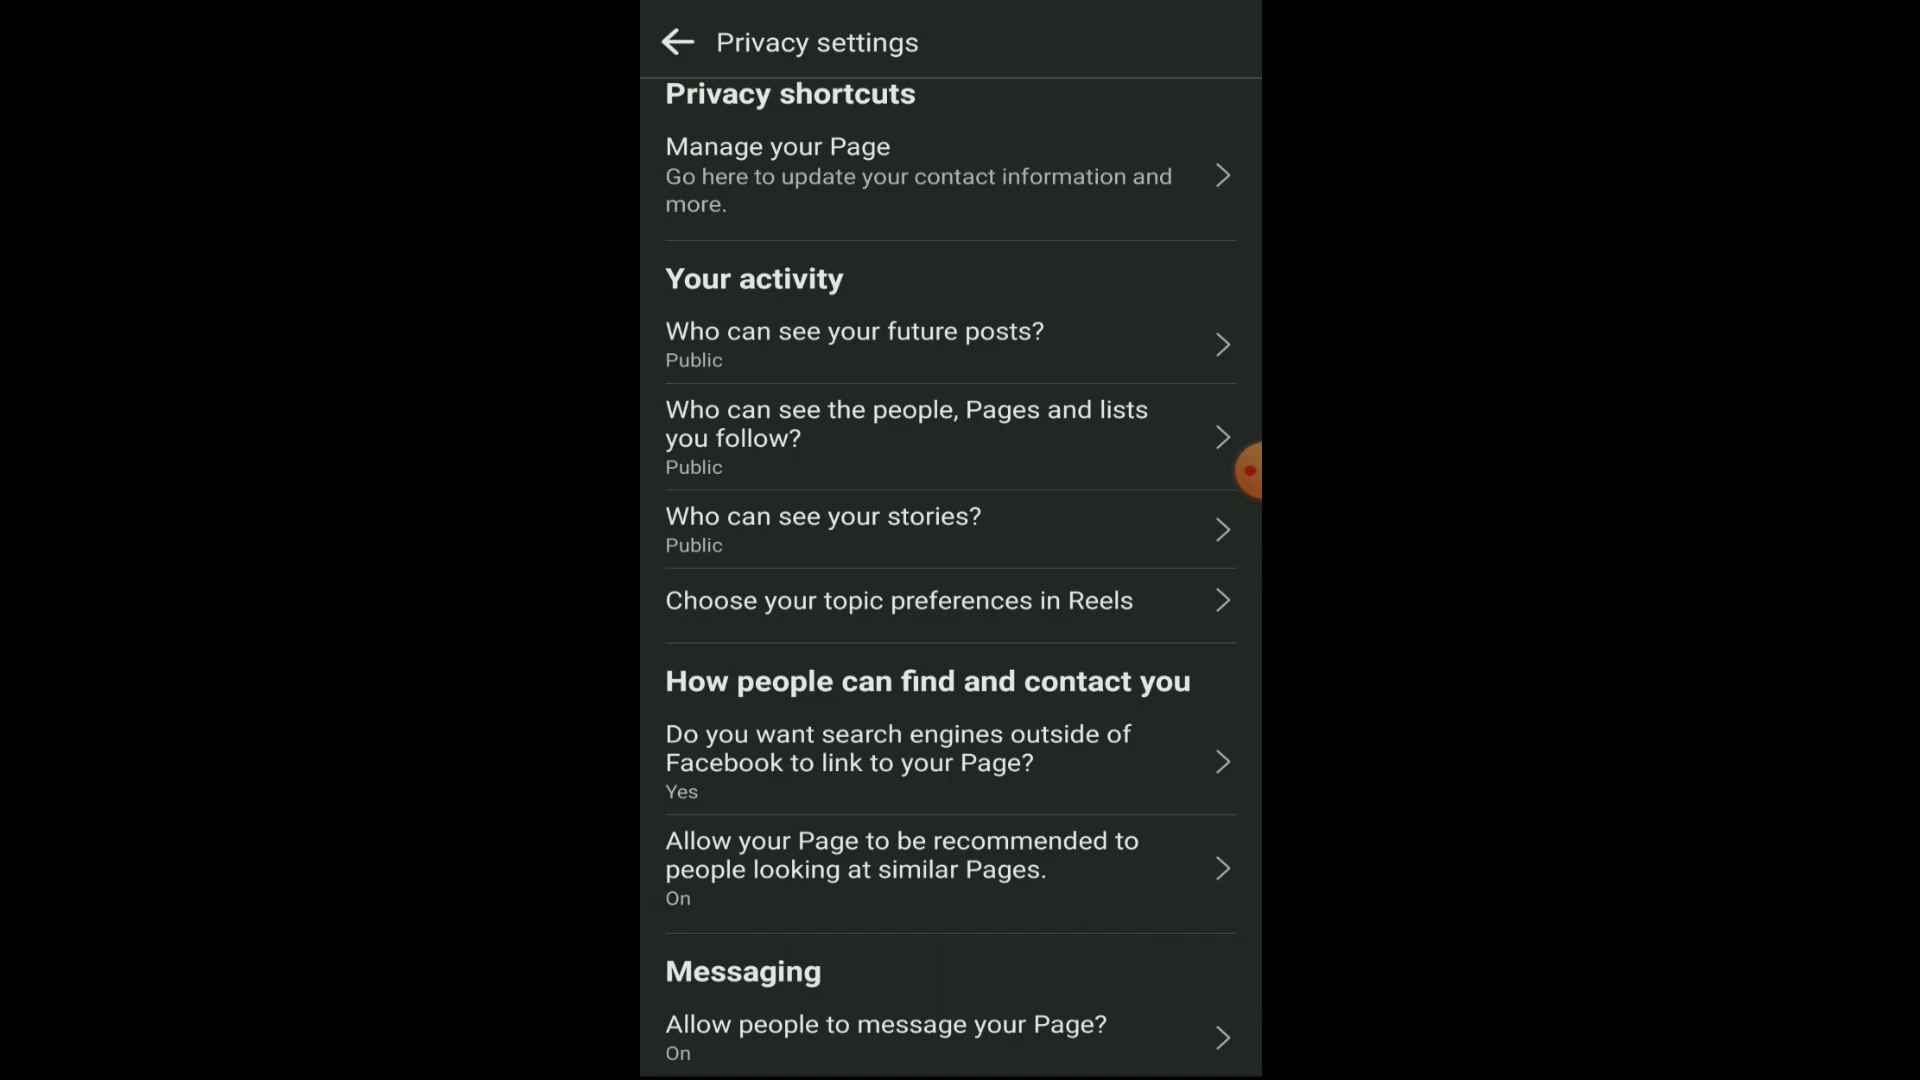 Privacy settings
Privacy shortcuts
Manage your Page
Go here to update your contact information and
more.
Your activity
Who can see your future posts?
Public
Who can see the people, Pages and lists
you follow?
Public
Who can see your stories?
Public
Choose your topic preferences in Reels
How people can find and contact you
Do you want search engines outside of
Facebook to link to your Page?
Yes
Allow your Page to be recommended to
people looking at similar Pages.
On
Messaging
Allow people to message your Page?
On